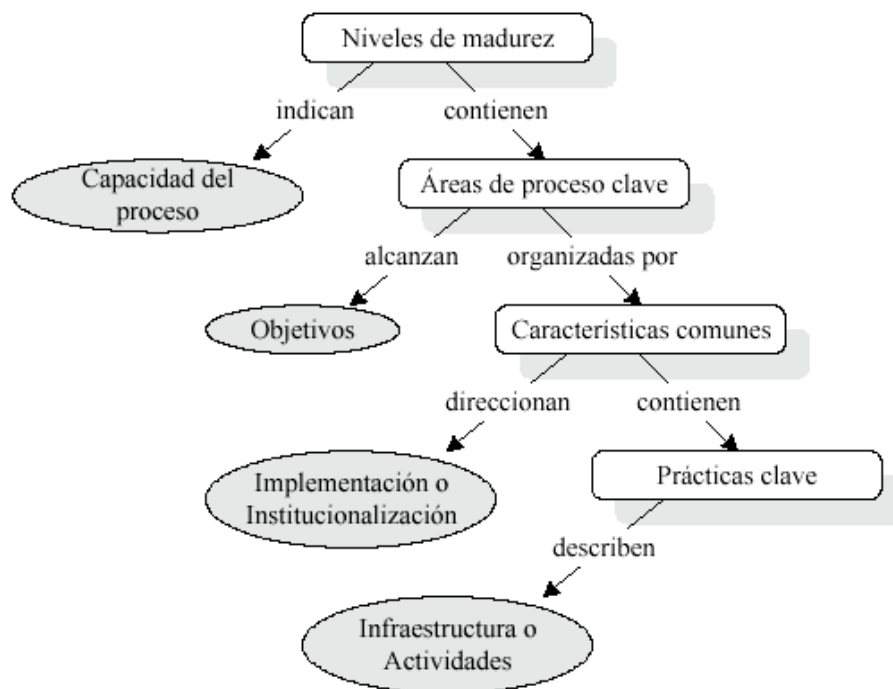 Niveles de madurez
indican
contienen
Capacidad del
proceso
Áreas de proceso clave
alcanzan
organizadas por
Objetivos
Características comunes
direccionan
contienen
Implementación o
Institucionalización
Prácticas clave
describen
Infraestructura o
Actividades